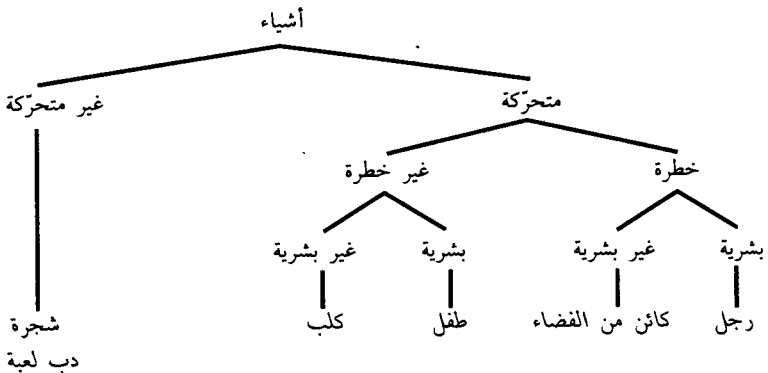 أشياء
متحرّكة غير متحرّكة
خطرة غير خطرة
بشرية غير بشرية بشرية غير بشرية
رجل كائن من الفضاء طفل كلب شجرة
دب لعبة